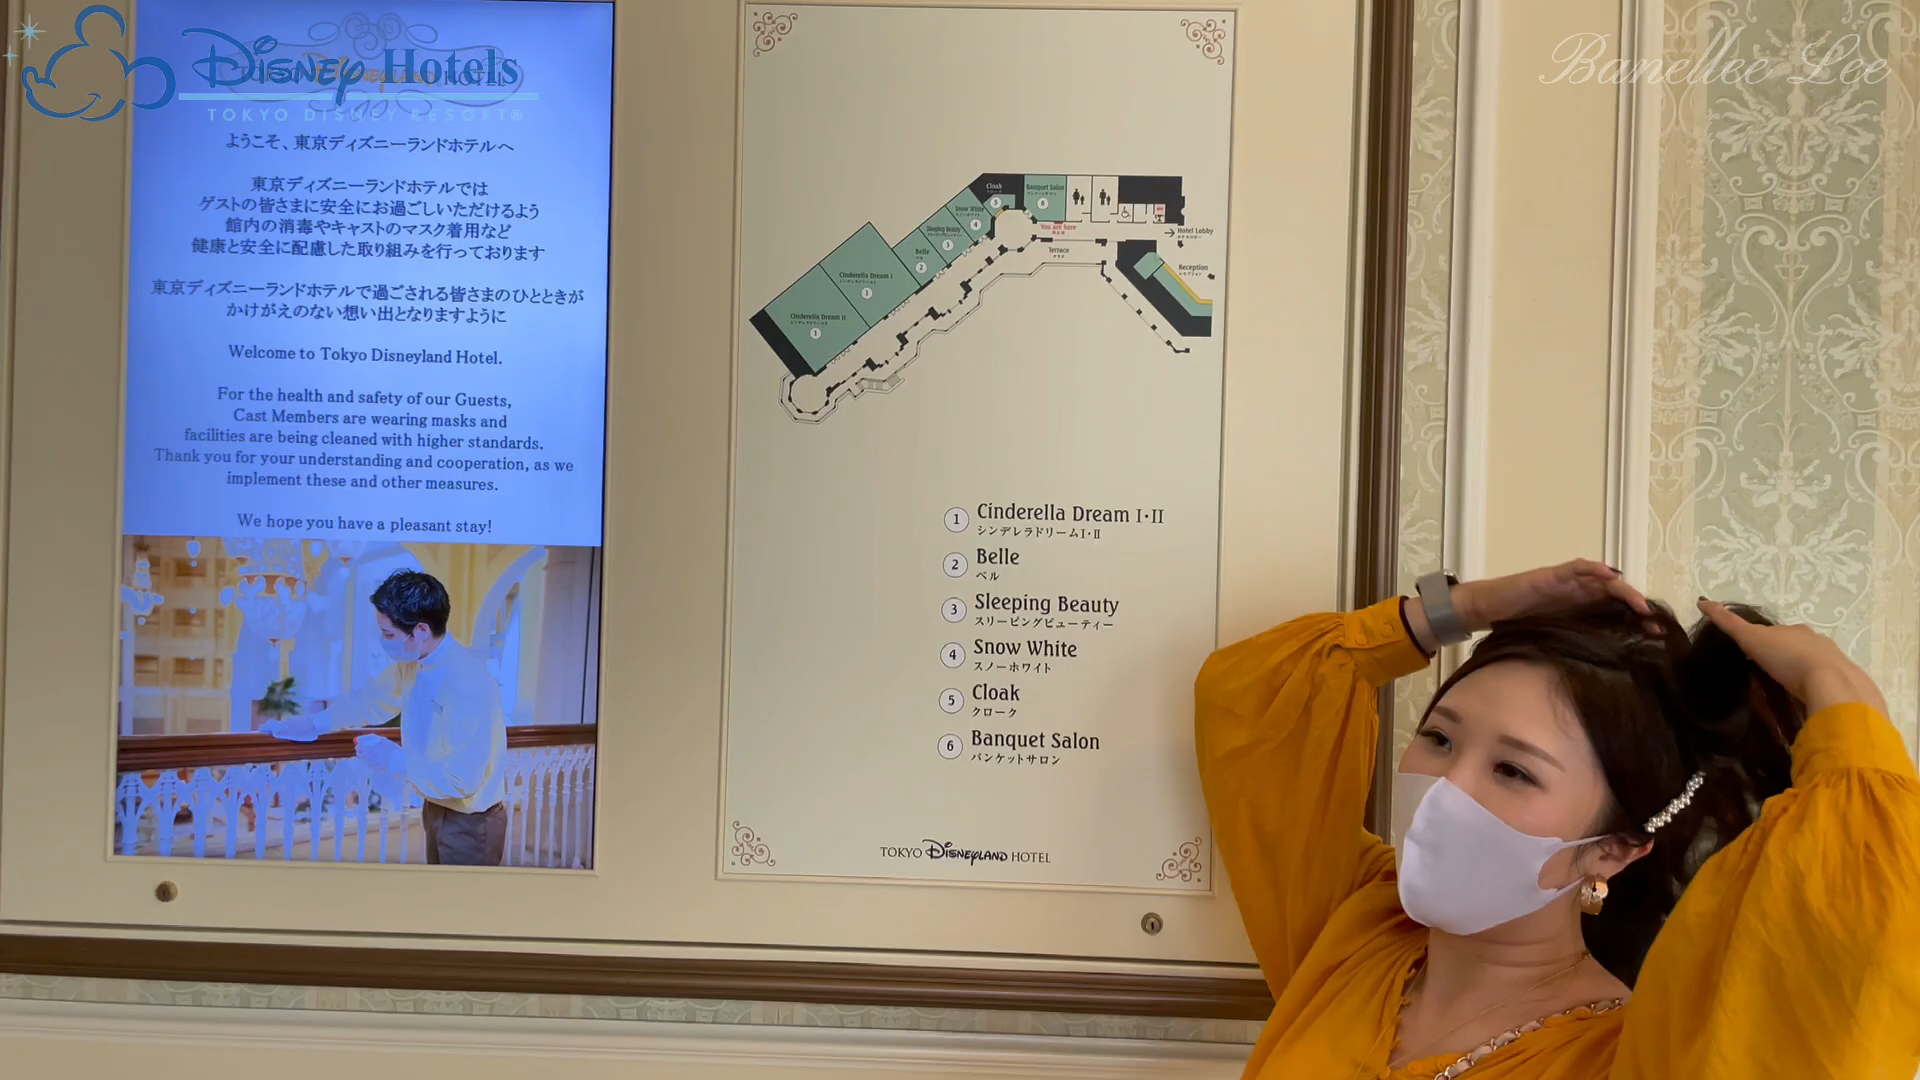 Disney Hotels
TOKYO DISNEY RESORT®
TOKYO DISNEYLAND HOTEL
Banellee Lee
ようこそ、東京ディズニーランドホテルへ
東京ディズニーランドホテルでは
ゲストの皆さまに安全にお過ごしいただけるよう
館内の消毒やキャストのマスク着用など
健康と安全に配慮した取り組みを行っております
東京ディズニーランドホテルで過ごされる皆さまのひとときが
かけがえのない想い出となりますように
Welcome to Tokyo Disneyland Hotel.
For the health and safety of our Guests,
Cast Members are wearing masks and
facilities are being cleaned with higher standards.
Thank you for your understanding and cooperation, as we
implement these and other measures.
We hope you have a pleasant stay!
Cloak
5
Banquet Salon
6
Snow White
4
Sleeping Beauty
3
Belle
ベル
2
Cinderella Dream I
1
Cinderella Dream II
1
You are here
Terrace
Hotel Lobby
Reception
1 Cinderella Dream I・II
シンデレラドリームI・II
2 Belle
ベル
3 Sleeping Beauty
スリーピングビューティー
4 Snow White
スノーホワイト
5 Cloak
クローク
6 Banquet Salon
バンケットサロン
TOKYO DISNEYLAND HOTEL